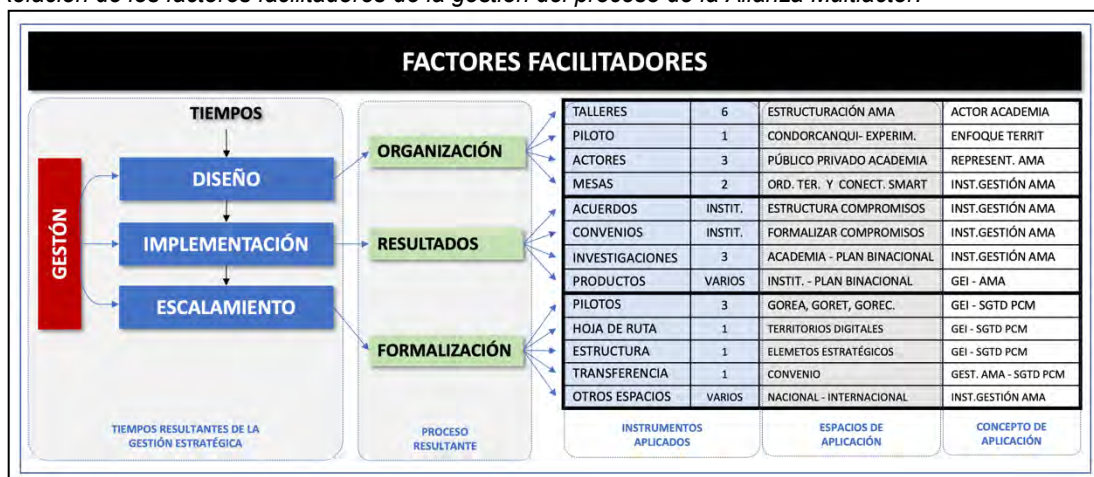 FACTORES FACILITADORES
TIEMPOS
GESTÓN
DISEÑO
IMPLEMENTACIÓN
ESCALAMIENTO
TIEMPOS RESULTANTES DE LA
GESTIÓN ESTRATÉGICA
ORGANIZACIÓN
RESULTADOS
FORMALIZACIÓN
PROCESO
RESULTANTE
TALLERES 6 ESTRUCTURACIÓN AMA ACTOR ACADEMIA
PILOTO 1 CONDORCANQUI- EXPERIM. ENFOQUE TERRIT
ACTORES 3 PÚBLICO PRIVADO ACADEMIA REPRESENT. AMA
MESAS 2 ORD. TER. Y CONECT. SMART INST.GESTIÓN AMA
ACUERDOS INSTIT. ESTRUCTURA COMPROMISOS INST.GESTIÓN AMA
CONVENIOS INSTIT. FORMALIZAR COMPROMISOS INST.GESTIÓN AMA
INVESTIGACIONES 3 ACADEMIA - PLAN BINACIONAL INST.GESTIÓN AMA
PRODUCTOS VARIOS INSTIT. - PLAN BINACIONAL GEI - AMA
PILOTOS 3 GOREA, GORET, GOREC. GEI - SGTD PCM
HOJA DE RUTA 1 TERRITORIOS DIGITALES GEI - SGTD PCM
ESTRUCTURA 1 ELEMETOS ESTRATÉGICOS GEI - SGTD PCM
TRANSFERENCIA 1 CONVENIO GEST. AMA - SGTD PCM
OTROS ESPACIOS VARIOS NACIONAL - INTERNACIONAL INST.GESTIÓN AMA
INSTRUMENTOS
APLICADOS
ESPACIOS DE
APLICACIÓN
CONCEPTO DE
APLICACIÓN